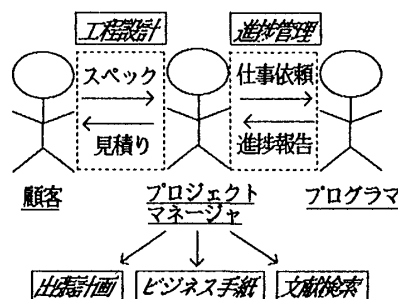 工程設計
進捗管理
スペック
仕事依頼
見積り
進捗報告
顧客
プロジェクト
マネージャ
プログラマ
出張計画
ビジネス手紙
文献検索